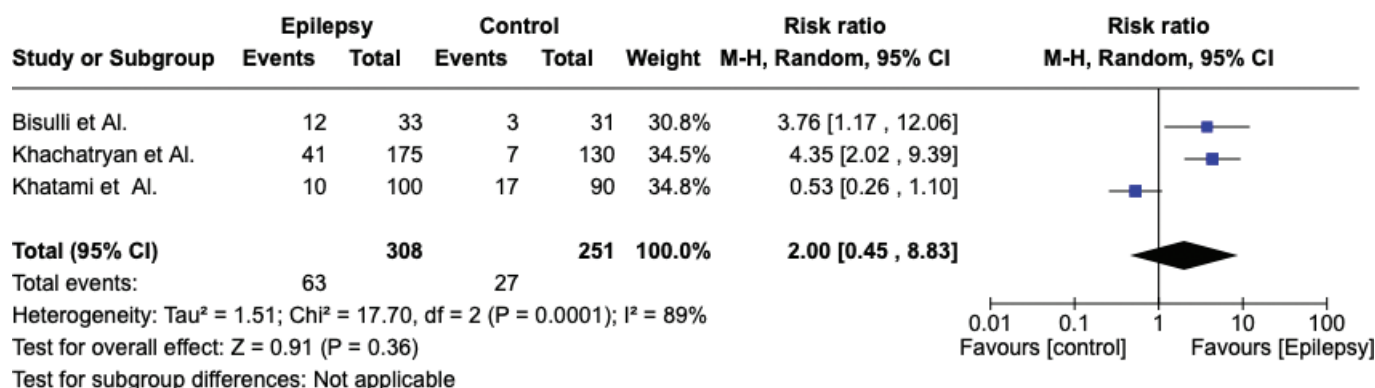 Epilepsy Control Risk ratio Risk ratio
Study or Subgroup Events Total Events Total Weight M-H, Random, 95% CI M-H, Random, 95% CI
Bisulli et Al. 12 33 3 31 30.8% 3.76 [1.17 , 12.06]
Khachatryan et Al. 41 175 7 130 34.5% 4.35 [2.02 , 9.39]
Khatami et Al. 10 100 17 90 34.8% 0.53 [0.26 , 1.10]
Total (95% CI) 308 251 100.0% 2.00 [0.45 , 8.83]
Total events: 63 27
Heterogeneity: Tau² = 1.51; Chi² = 17.70, df = 2 (P = 0.0001); I² = 89%
Test for overall effect: Z = 0.91 (P = 0.36)
Test for subgroup differences: Not applicable
0.01 0.1 1 10 100
Favours [control] Favours [Epilepsy]